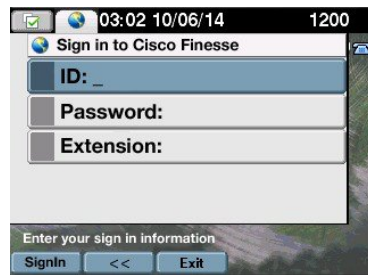 03:02 10/06/14 1200
Sign in to Cisco Finesse
ID: _
Password:
Extension:
Enter your sign in information
SignIn << Exit